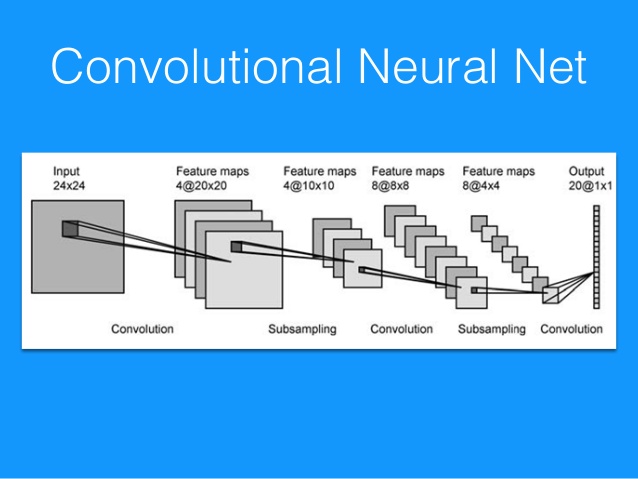 Convolutional Neural Net
Input
24x24
Feature maps
4@20x20
Feature maps
4@10x10
Feature maps
8@8x8
Feature maps
8@4x4
Output
20@1x1
Convolution
Subsampling
Convolution
Subsampling
Convolution